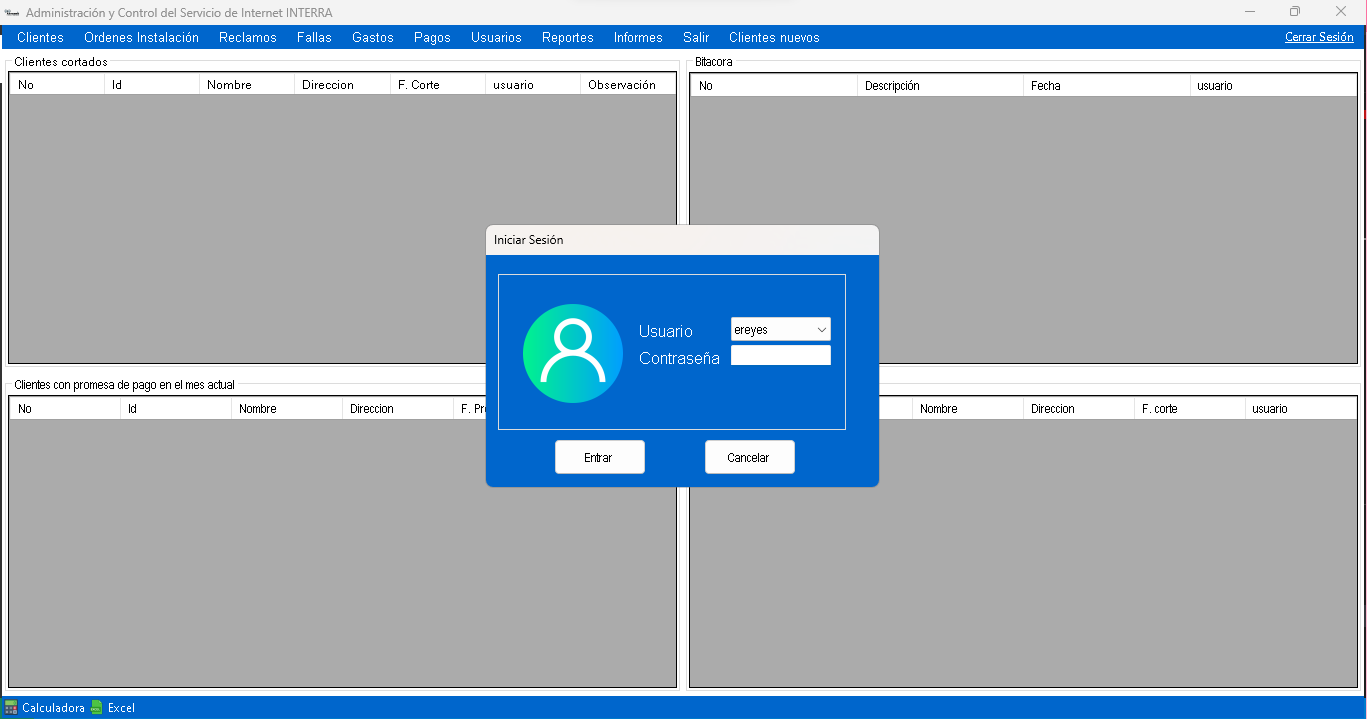 Administración y Control del Servicio de Internet INTERRA
Clientes Ordenes Instalación Reclamos Fallas Gastos Pagos Usuarios Reportes Informes Salir Clientes nuevos Cerrar Sesión
Clientes cortados
No Id Nombre Direccion F. Corte usuario Observación
Bitacora
No Descripción Fecha usuario
Iniciar Sesión
Usuario ereyes
Contraseña
Entrar Cancelar
Clientes con promesa de pago en el mes actual
No Id Nombre Direccion F. Pr
Nombre Direccion F. corte usuario
Calculadora Excel